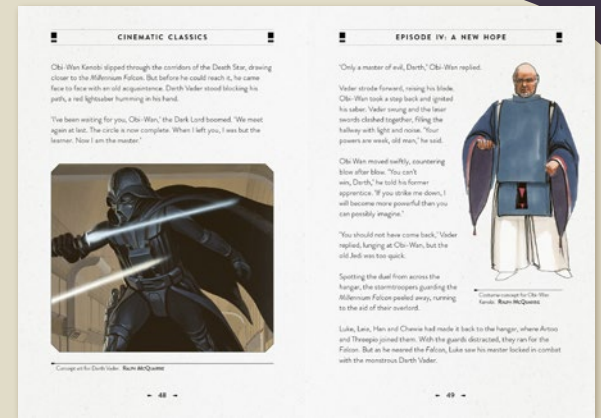 CINEMATIC CLASSICS
Obi-Wan Kenobi slipped through the corridors of the Death Star, drawing
closer to the Millennium Falcon. But before he could reach it, he came
face to face with an old acquaintance. Darth Vader stood blocking his
path, a red lightsaber humming in his hand.
'I've been waiting for you, Obi-Wan,' the Dark Lord boomed. 'We meet
again at last. The circle is now complete. When I left you, I was but the
learner. Now I am the master.'
Concept art for Darth Vader. RALPH MCQUARRIE
48
EPISODE IV: A NEW HOPE
'Only a master of evil, Darth,' Obi-Wan replied.
Vader strode forward, raising his blade.
Obi-Wan took a step back and ignited
his saber. Vader swung and the laser
swords clashed together, filling the
hallway with light and noise. 'Your
powers are weak, old man,' he said.
Obi Wan moved swiftly, countering
blow after blow. 'You can't
win, Darth,' he told his former
apprentice. 'If you strike me down, I
will become more powerful than you
can possibly imagine.'
'You should not have come back,' Vader
replied, lunging at Obi-Wan, but the
old Jedi was too quick.
Spotting the duel from across the
hangar, the stormtroopers guarding the
Millennium Falcon peeled away, running
to the aid of their overlord.
Costume concept for Obi-Wan
Kenobi. RALPH MCQUARRIE
Luke, Leia, Han and Chewie had made it back to the hangar, where Artoo
and Threepio joined them. With the guards distracted, they ran for the
Falcon. But as he neared the Falcon, Luke saw his master locked in combat
with the monstrous Darth Vader.
49